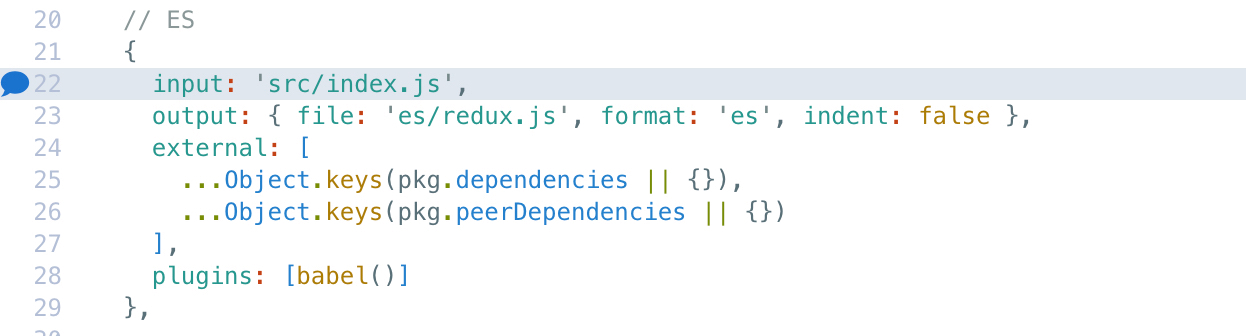 20 // ES
21 {
22 input: 'src/index.js',
23 output: { file: 'es/redux.js', format: 'es', indent: false },
24 external: [
25 ...Object.keys(pkg.dependencies || {}),
26 ...Object.keys(pkg.peerDependencies || {})
27 ],
28 plugins: [babel()]
29 },